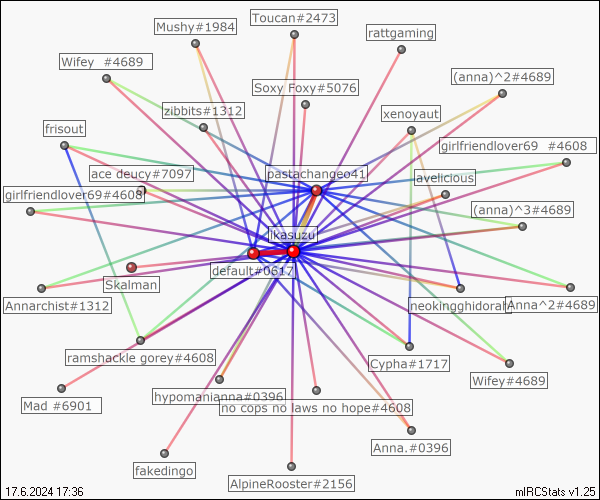 Toucan#2473
Mushy#1984
rattgaming
Wifey  #4689
(anna)^2#4689
Soxy Foxy#5076
zibbits#1312
xenoyaut
frisout
girlfriendlover69  #4608
ace deucy#7097
pastachangeo41
avelicious
girlfriendlover69#4608
(anna)^3#4689
ikasuzu
default#0617
Skalman
Annarchist#1312
neokingghidorah
Anna^2#4689
ramshackle gorey#4608
Cypha#1717
Wifey#4689
hypomanianna#0396
Mad #6901
no cops no laws no hope#4608
Anna.#0396
fakedingo
AlpineRooster#2156
17.6.2024 17:36
mIRCStats v1.25